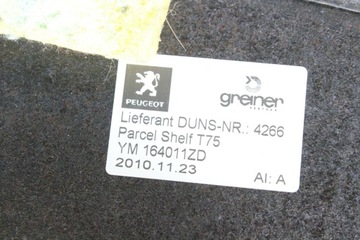 PEUGEOT
greiner
Lieferant DUNS-NR.: 4266
Parcel Shelf T75
YM 164011ZD
2010.11.23
AI: A